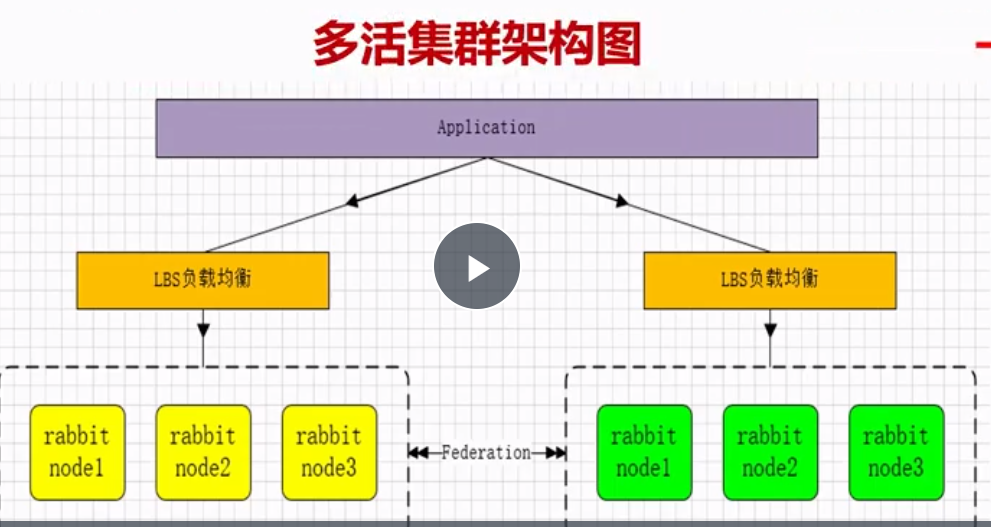 多活集群架构图
Application
LBS负载均衡
LBS负载均衡
rabbit
node1
rabbit
node2
rabbit
node3
Federation
rabbit
node1
rabbit
node2
rabbit
node3